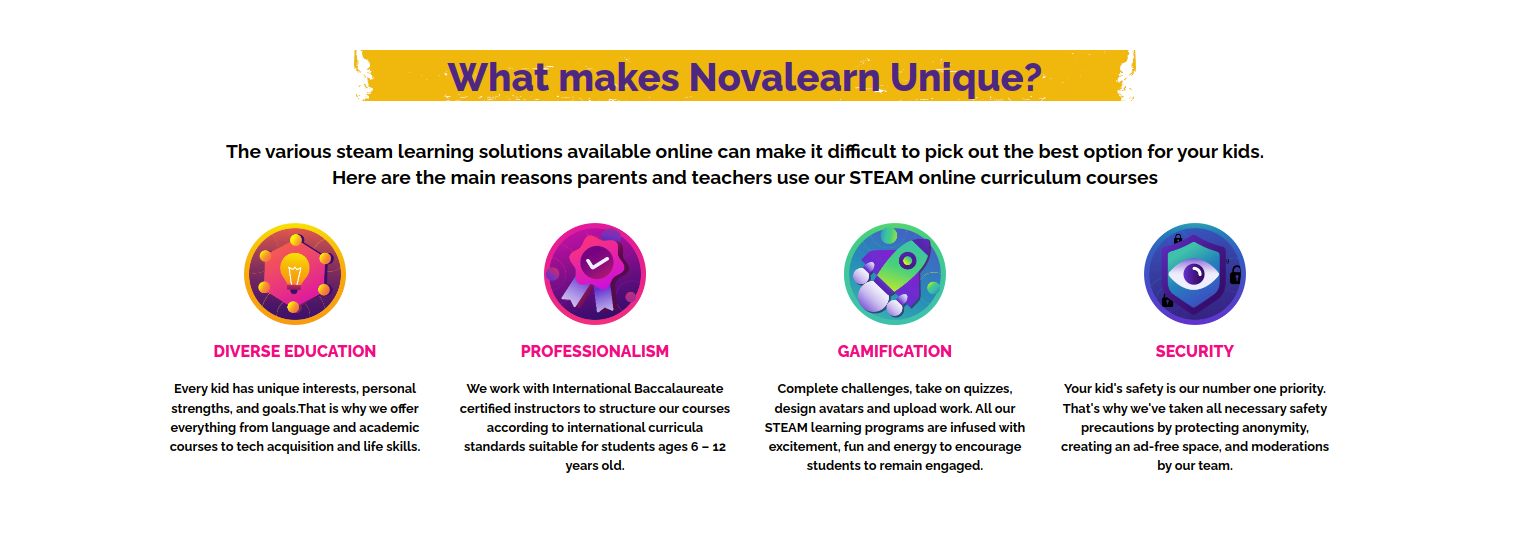 What makes Novalearn Unique?
The various steam learning solutions available online can make it difficult to pick out the best option for your kids.
Here are the main reasons parents and teachers use our STEAM online curriculum courses
DIVERSE EDUCATION
Every kid has unique interests, personal
strengths, and goals.That is why we offer
everything from language and academic
courses to tech acquisition and life skills.
PROFESSIONALISM
We work with International Baccalaureate
certified instructors to structure our courses
according to international curricula
standards suitable for students ages 6 – 12
years old.
GAMIFICATION
Complete challenges, take on quizzes,
design avatars and upload work. All our
STEAM learning programs are infused with
excitement, fun and energy to encourage
students to remain engaged.
SECURITY
Your kid's safety is our number one priority.
That's why we've taken all necessary safety
precautions by protecting anonymity,
creating an ad-free space, and moderations
by our team.